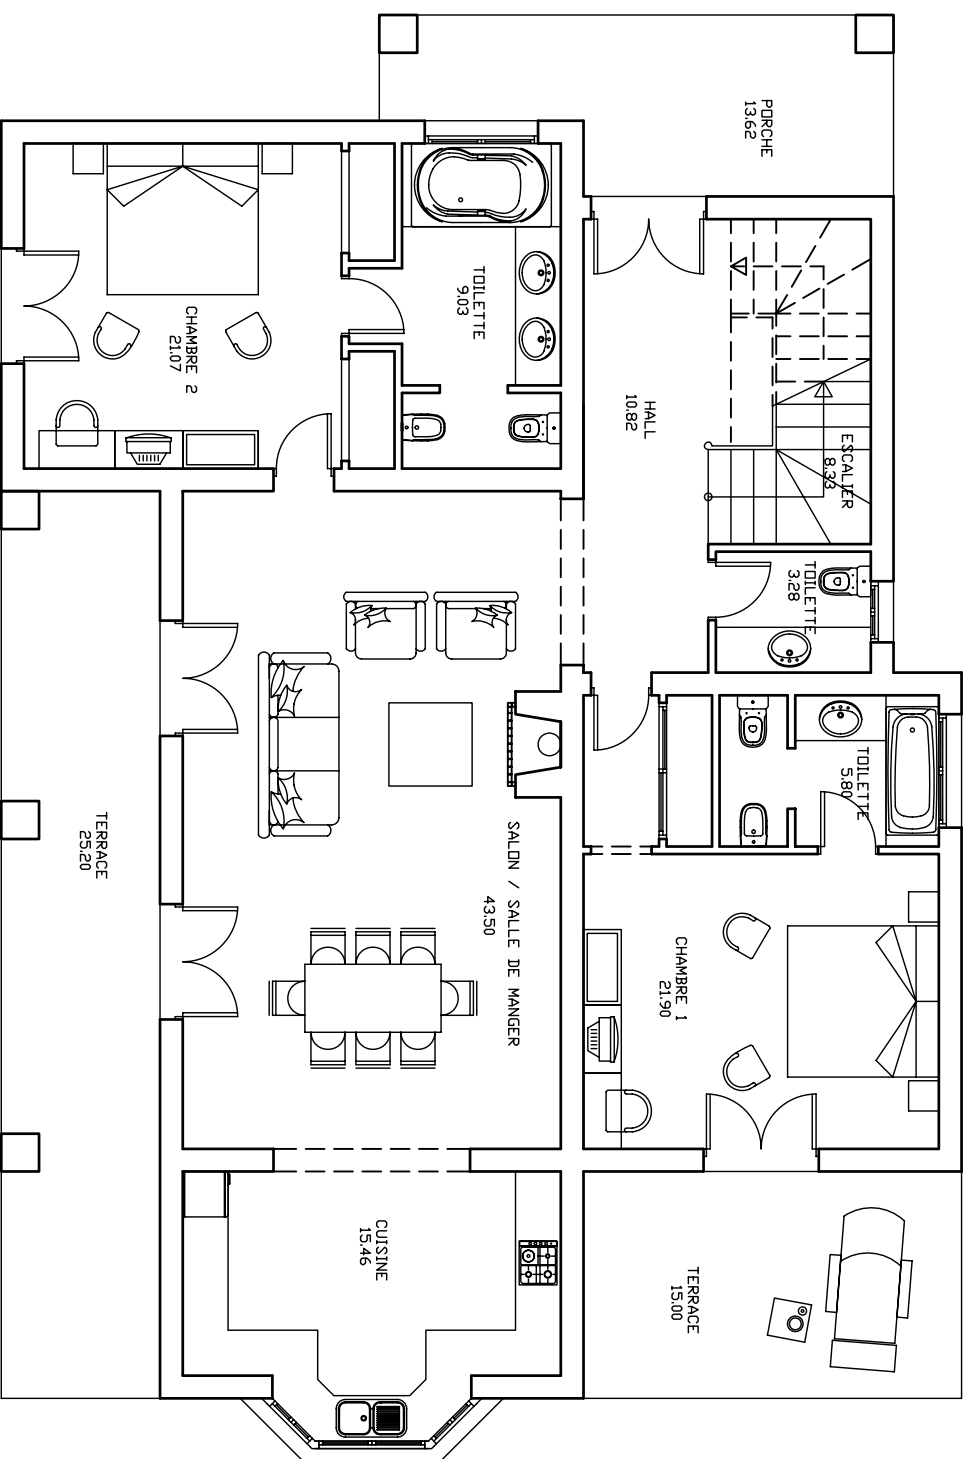 PORCHE
13.62
TOILETTE
9.03
CHAMBRE 2
21.07
HALL
10.82
ESCALIER
8.33
TOILETTE
3.28
TOILETTE
5.80
SALON / SALLE DE MANGER
43.50
TERRACE
25.20
CHAMBRE 1
21.90
CUISINE
15.46
TERRACE
15.00